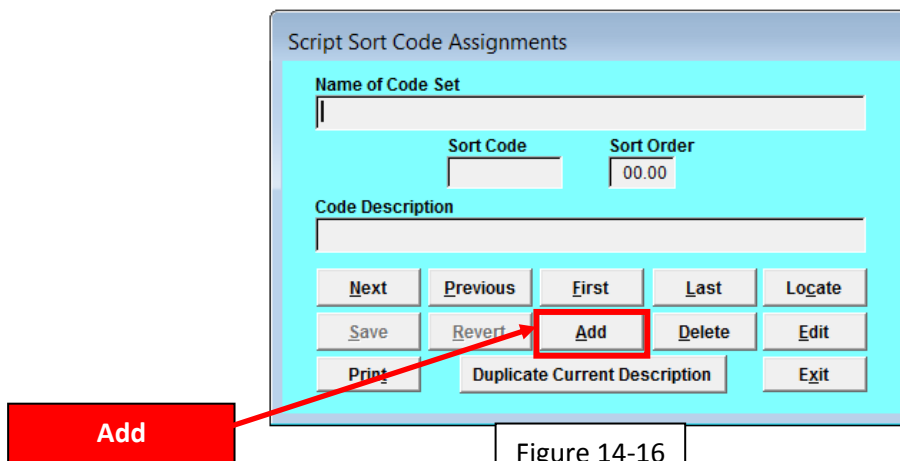 Script Sort Code Assignments
Name of Code Set
Sort Code Sort Order
00.00
Code Description
Next Previous First Last Locate
Save Revert Add Delete Edit
Print Duplicate Current Description Exit
Add
Figure 14-16